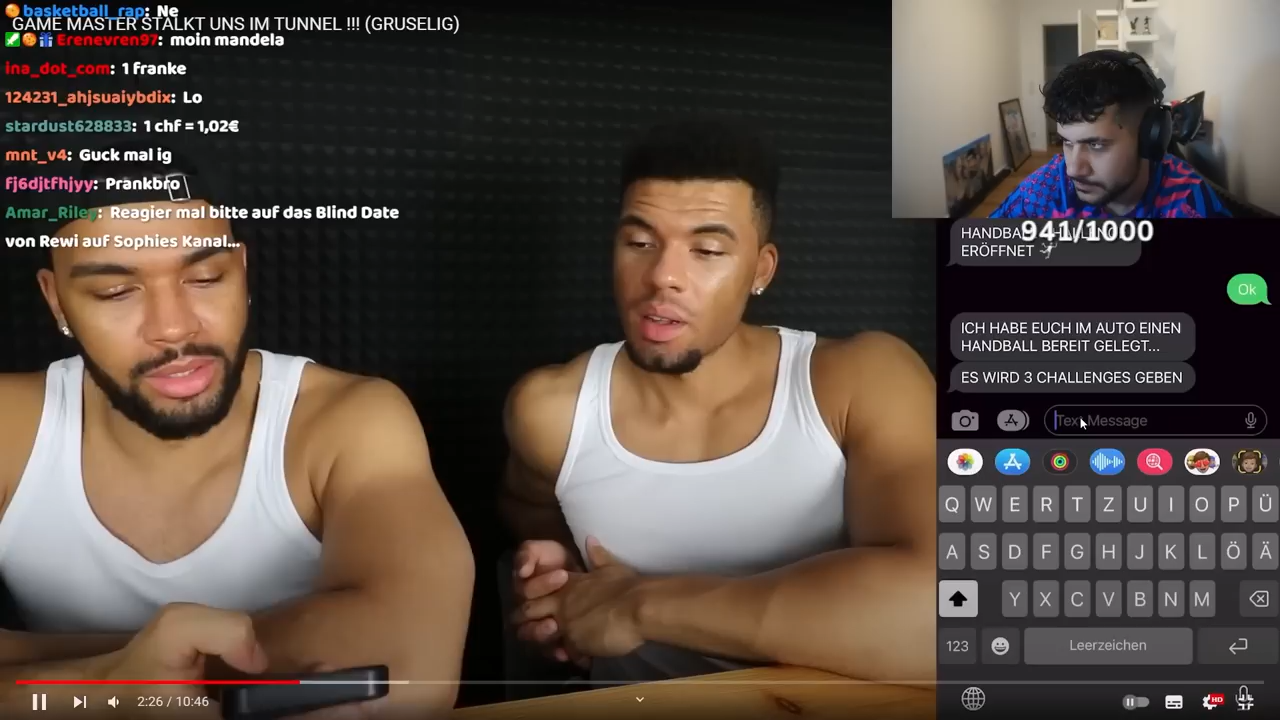 basketball_rap: Ne
GAME MASTER STALKT UNS IM TUNNEL !!! (GRUSELIG)
Erenevren97: moin mandela
ina_dot_com: 1 franke
124231_ahjsuaiybdix: Lo
stardust628833: 1 chf = 1,02€
mnt_v4: Guck mal ig
fj6djtfhjyy: Prankbro
Amar_Riley: Reagier mal bitte auf das Blind Date
von Rewi auf Sophies Kanal...
941/1000
ERÖFFNET
Ok
ICH HABE EUCH IM AUTO EINEN
HANDBALL BEREIT GELEGT...
ES WIRD 3 CHALLENGES GEBEN
Text Message
Q W E R T Z U I O P Ü
A S D F G H J K L Ö Ä
Y X C V B N M
123
Leerzeichen
2:26 / 10:46
HD